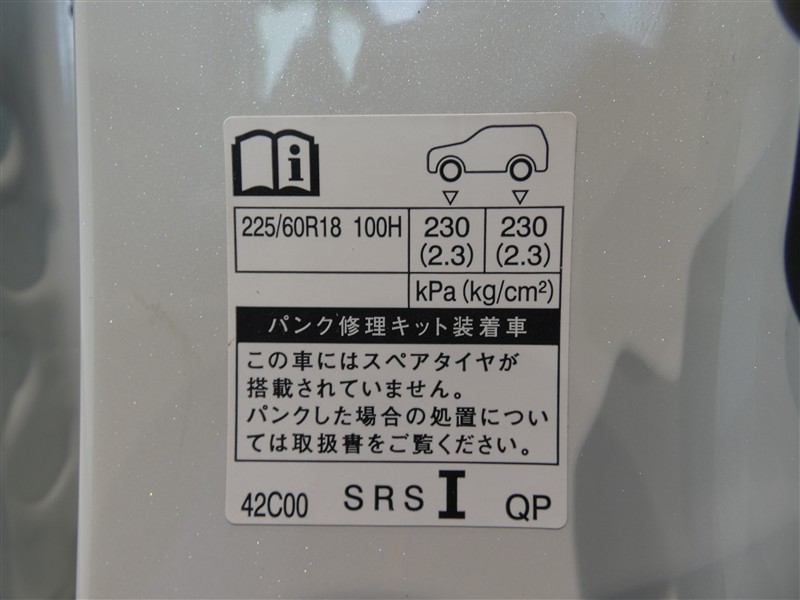 i
225/60R18 100H 230 230
(2.3) (2.3)
kPa (kg/cm²)
パンク修理キット装着車
この車にはスペアタイヤが
搭載されていません。
パンクした場合の処置につい
ては取扱書をご覧ください。
42C00 SRS I QP